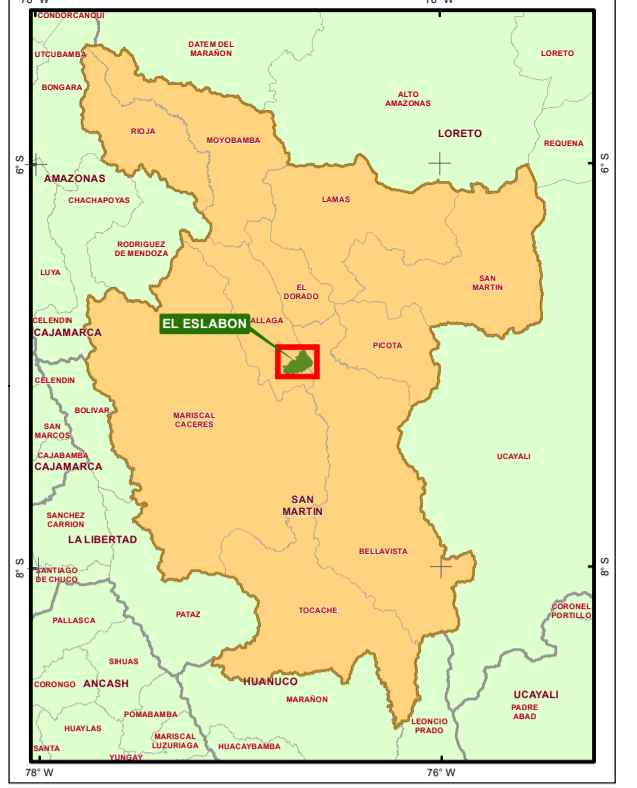 78° W
76° W
CONDORCANQUI
DATEM DEL
MARAÑON
UTCUBAMBA
LORETO
BONGARA
ALTO
AMAZONAS
RIOJA
MOYOBAMBA
LORETO
REQUENA
6° S
6° S
AMAZONAS
CHACHAPOYAS
LAMAS
RODRIGUEZ
DE MENDOZA
LUYA
SAN
MARTIN
EL
DORADO
CELENDIN
CAJAMARCA
EL ESLABON
ALLAGA
PICOTA
CELENDIN
BOLIVAR
MARISCAL
CACERES
SAN
MARCOS
CAJABAMBA
CAJAMARCA
UCAYALI
SAN
MARTIN
SANCHEZ
CARRION
LA LIBERTAD
BELLAVISTA
8° S
8° S
SANTIAGO
DE CHUCO
PALLASCA
PATAZ
TOCACHE
CORONEL
PORTILLO
SIHUAS
CORONGO
ANCASH
HUANUCO
MARAÑON
UCAYALI
PADRE
ABAD
POMABAMBA
HUAYLAS
MARISCAL
LUZURIAGA
HUACAYBAMBA
LEONCIO
PRADO
SANTA
YUNGAY
78° W
76° W